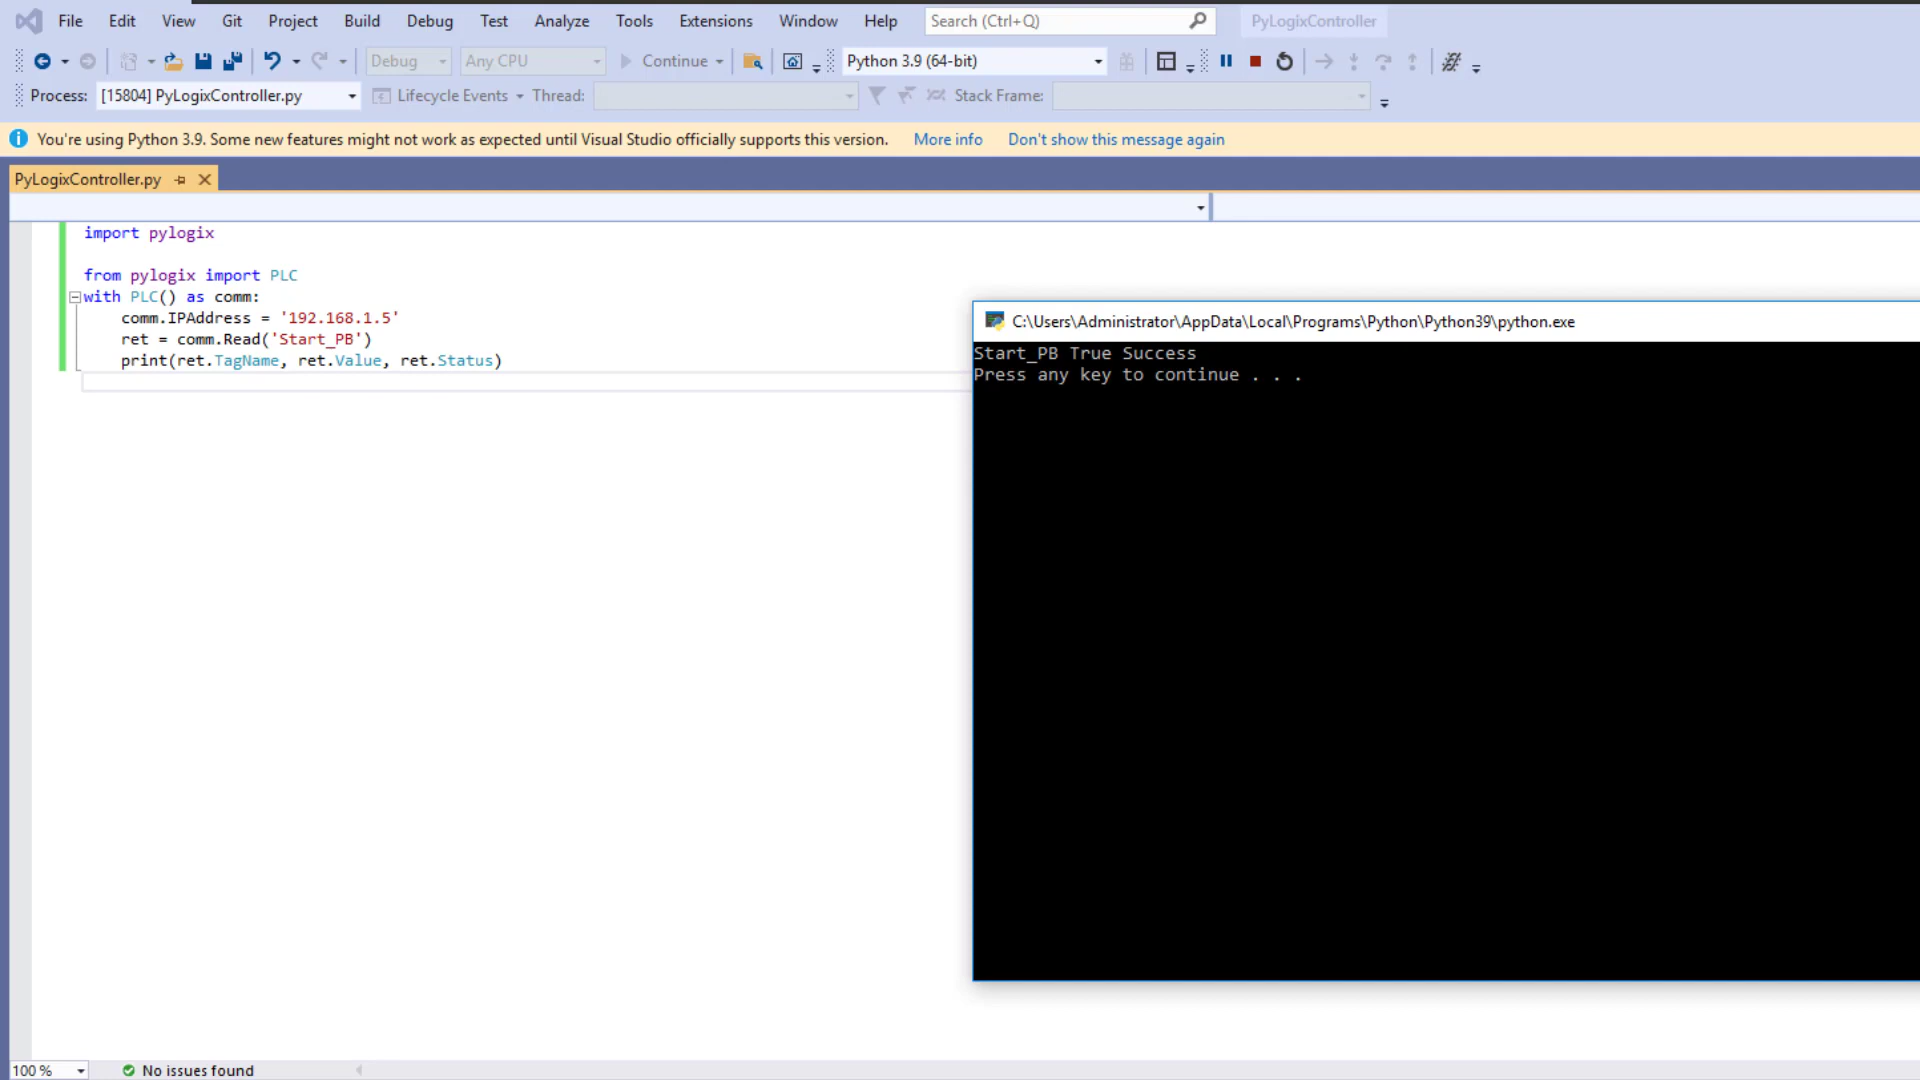 File Edit View Git Project Build Debug Test Analyze Tools Extensions Window Help Search (Ctrl+Q) PyLogixController
Debug Any CPU Continue Python 3.9 (64-bit)
Process: [15804] PyLogixController.py Lifecycle Events Thread: Stack Frame:
You're using Python 3.9. Some new features might not work as expected until Visual Studio officially supports this version. More info Don't show this message again
PyLogixController.py
import pylogix
from pylogix import PLC
with PLC() as comm:
comm.IPAddress = '192.168.1.5'
ret = comm.Read('Start_PB')
print(ret.TagName, ret.Value, ret.Status)
C:\Users\Administrator\AppData\Local\Programs\Python\Python39\python.exe
Start_PB True Success
Press any key to continue . . .
100 % No issues found